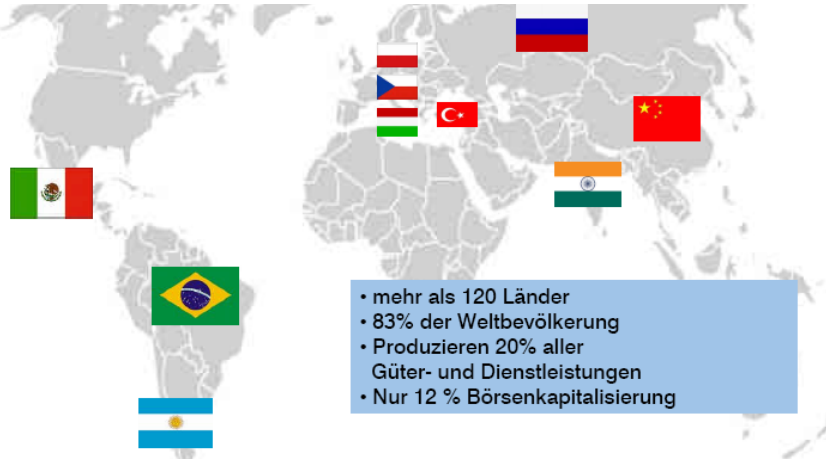 • mehr als 120 Länder
• 83% der Weltbevölkerung
• Produzieren 20% aller
Güter- und Dienstleistungen
• Nur 12 % Börsenkapitalisierung